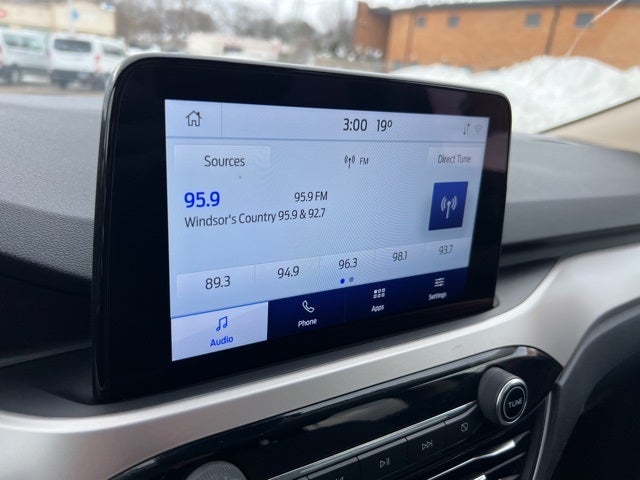 3:00 19°
Sources
FM
Direct Tune
95.9
95.9 FM
Windsor's Country 95.9 & 92.7
89.3
94.9
96.3
98.1
93.7
Audio
Phone
Apps
Settings
TUNE